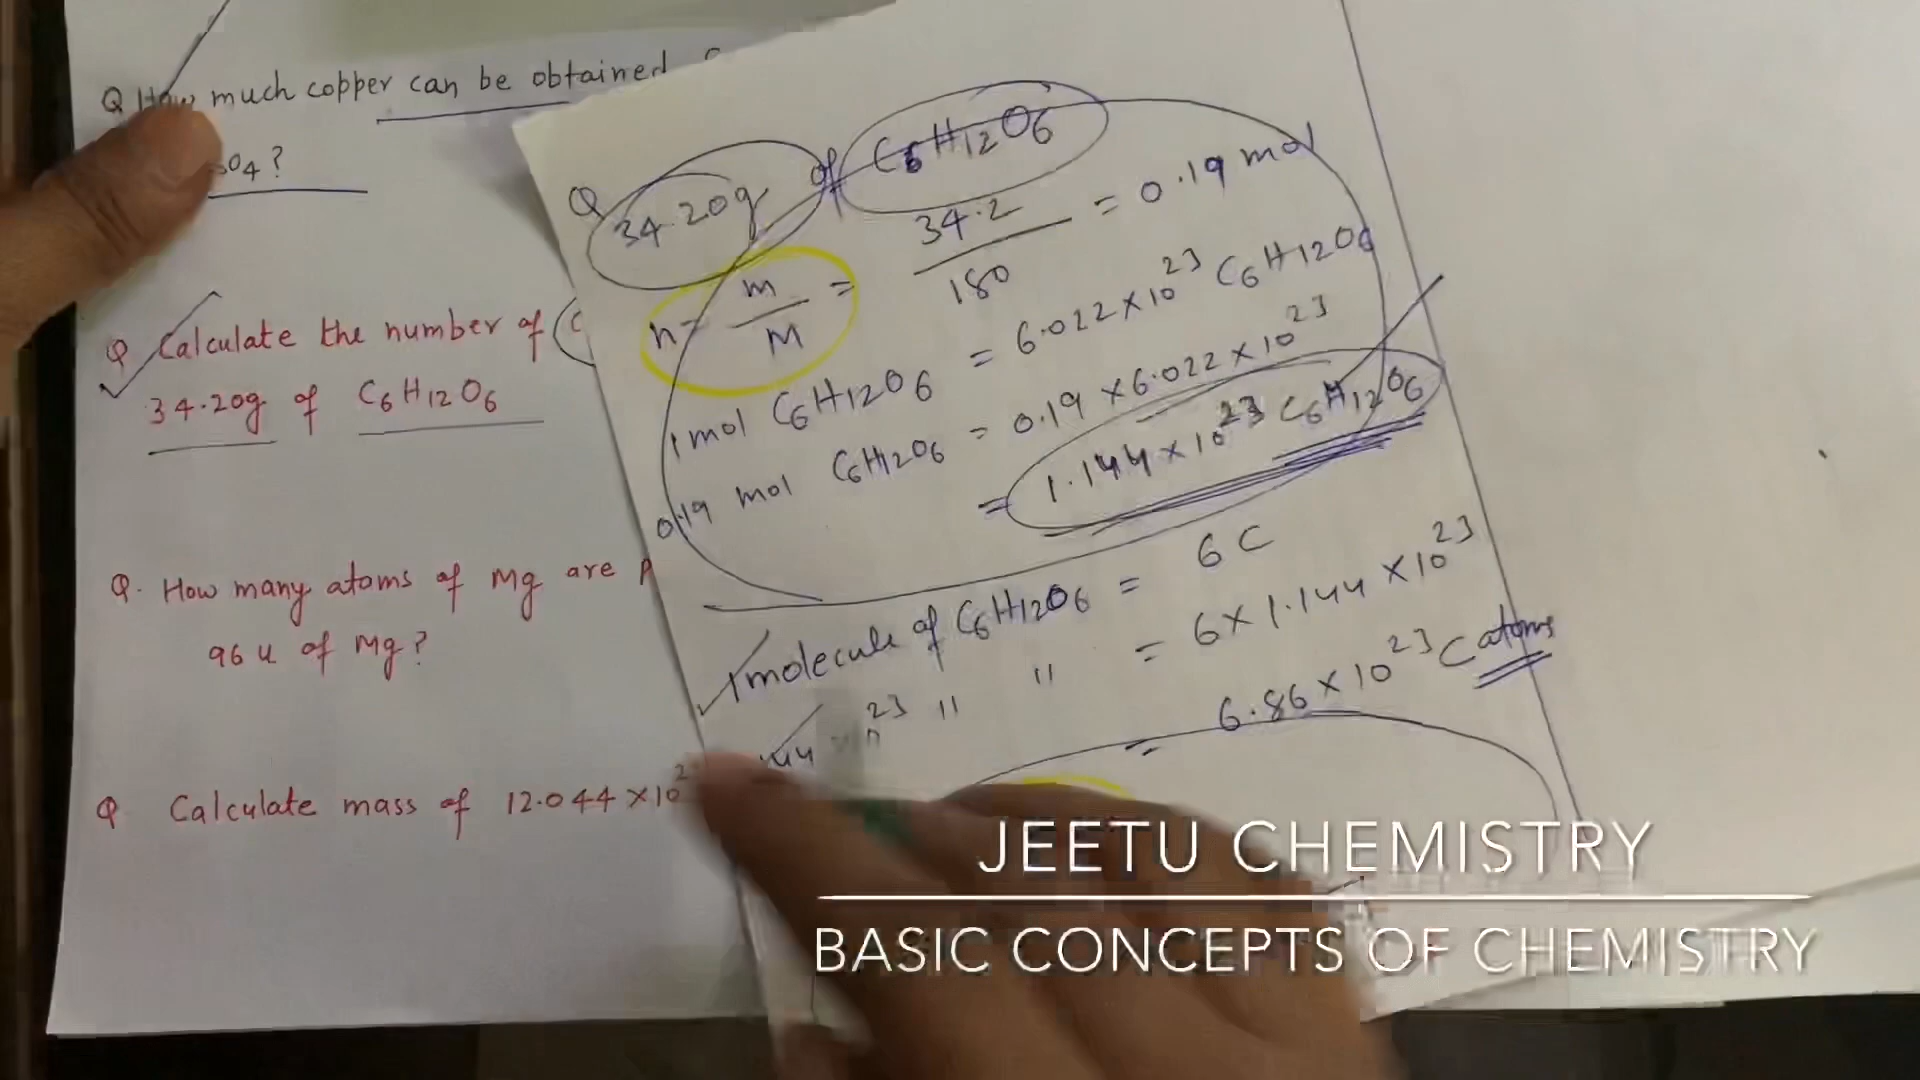 Q How much copper can be obtained
SO4?
Q Calculate the number of C
34.20g of C6H12O6
Q. How many atoms of Mg are p
96 u of Mg?
Q Calculate mass of 12.044 × 10^2
Q 34.20g of C6H12O6
n = m/M = 34.2/180 = 0.19 mol
1 mol C6H12O6 = 6.022 × 10^23 C6H12O6
0.19 mol C6H12O6 = 0.19 × 6.022 × 10^23
= 1.144 × 10^23 C6H12O6
1 molecule of C6H12O6 = 6 C
.144 × 10^23 " " = 6 × 1.144 × 10^23
= 6.86 × 10^23 C atoms
JEETU CHEMISTRY
BASIC CONCEPTS OF CHEMISTRY